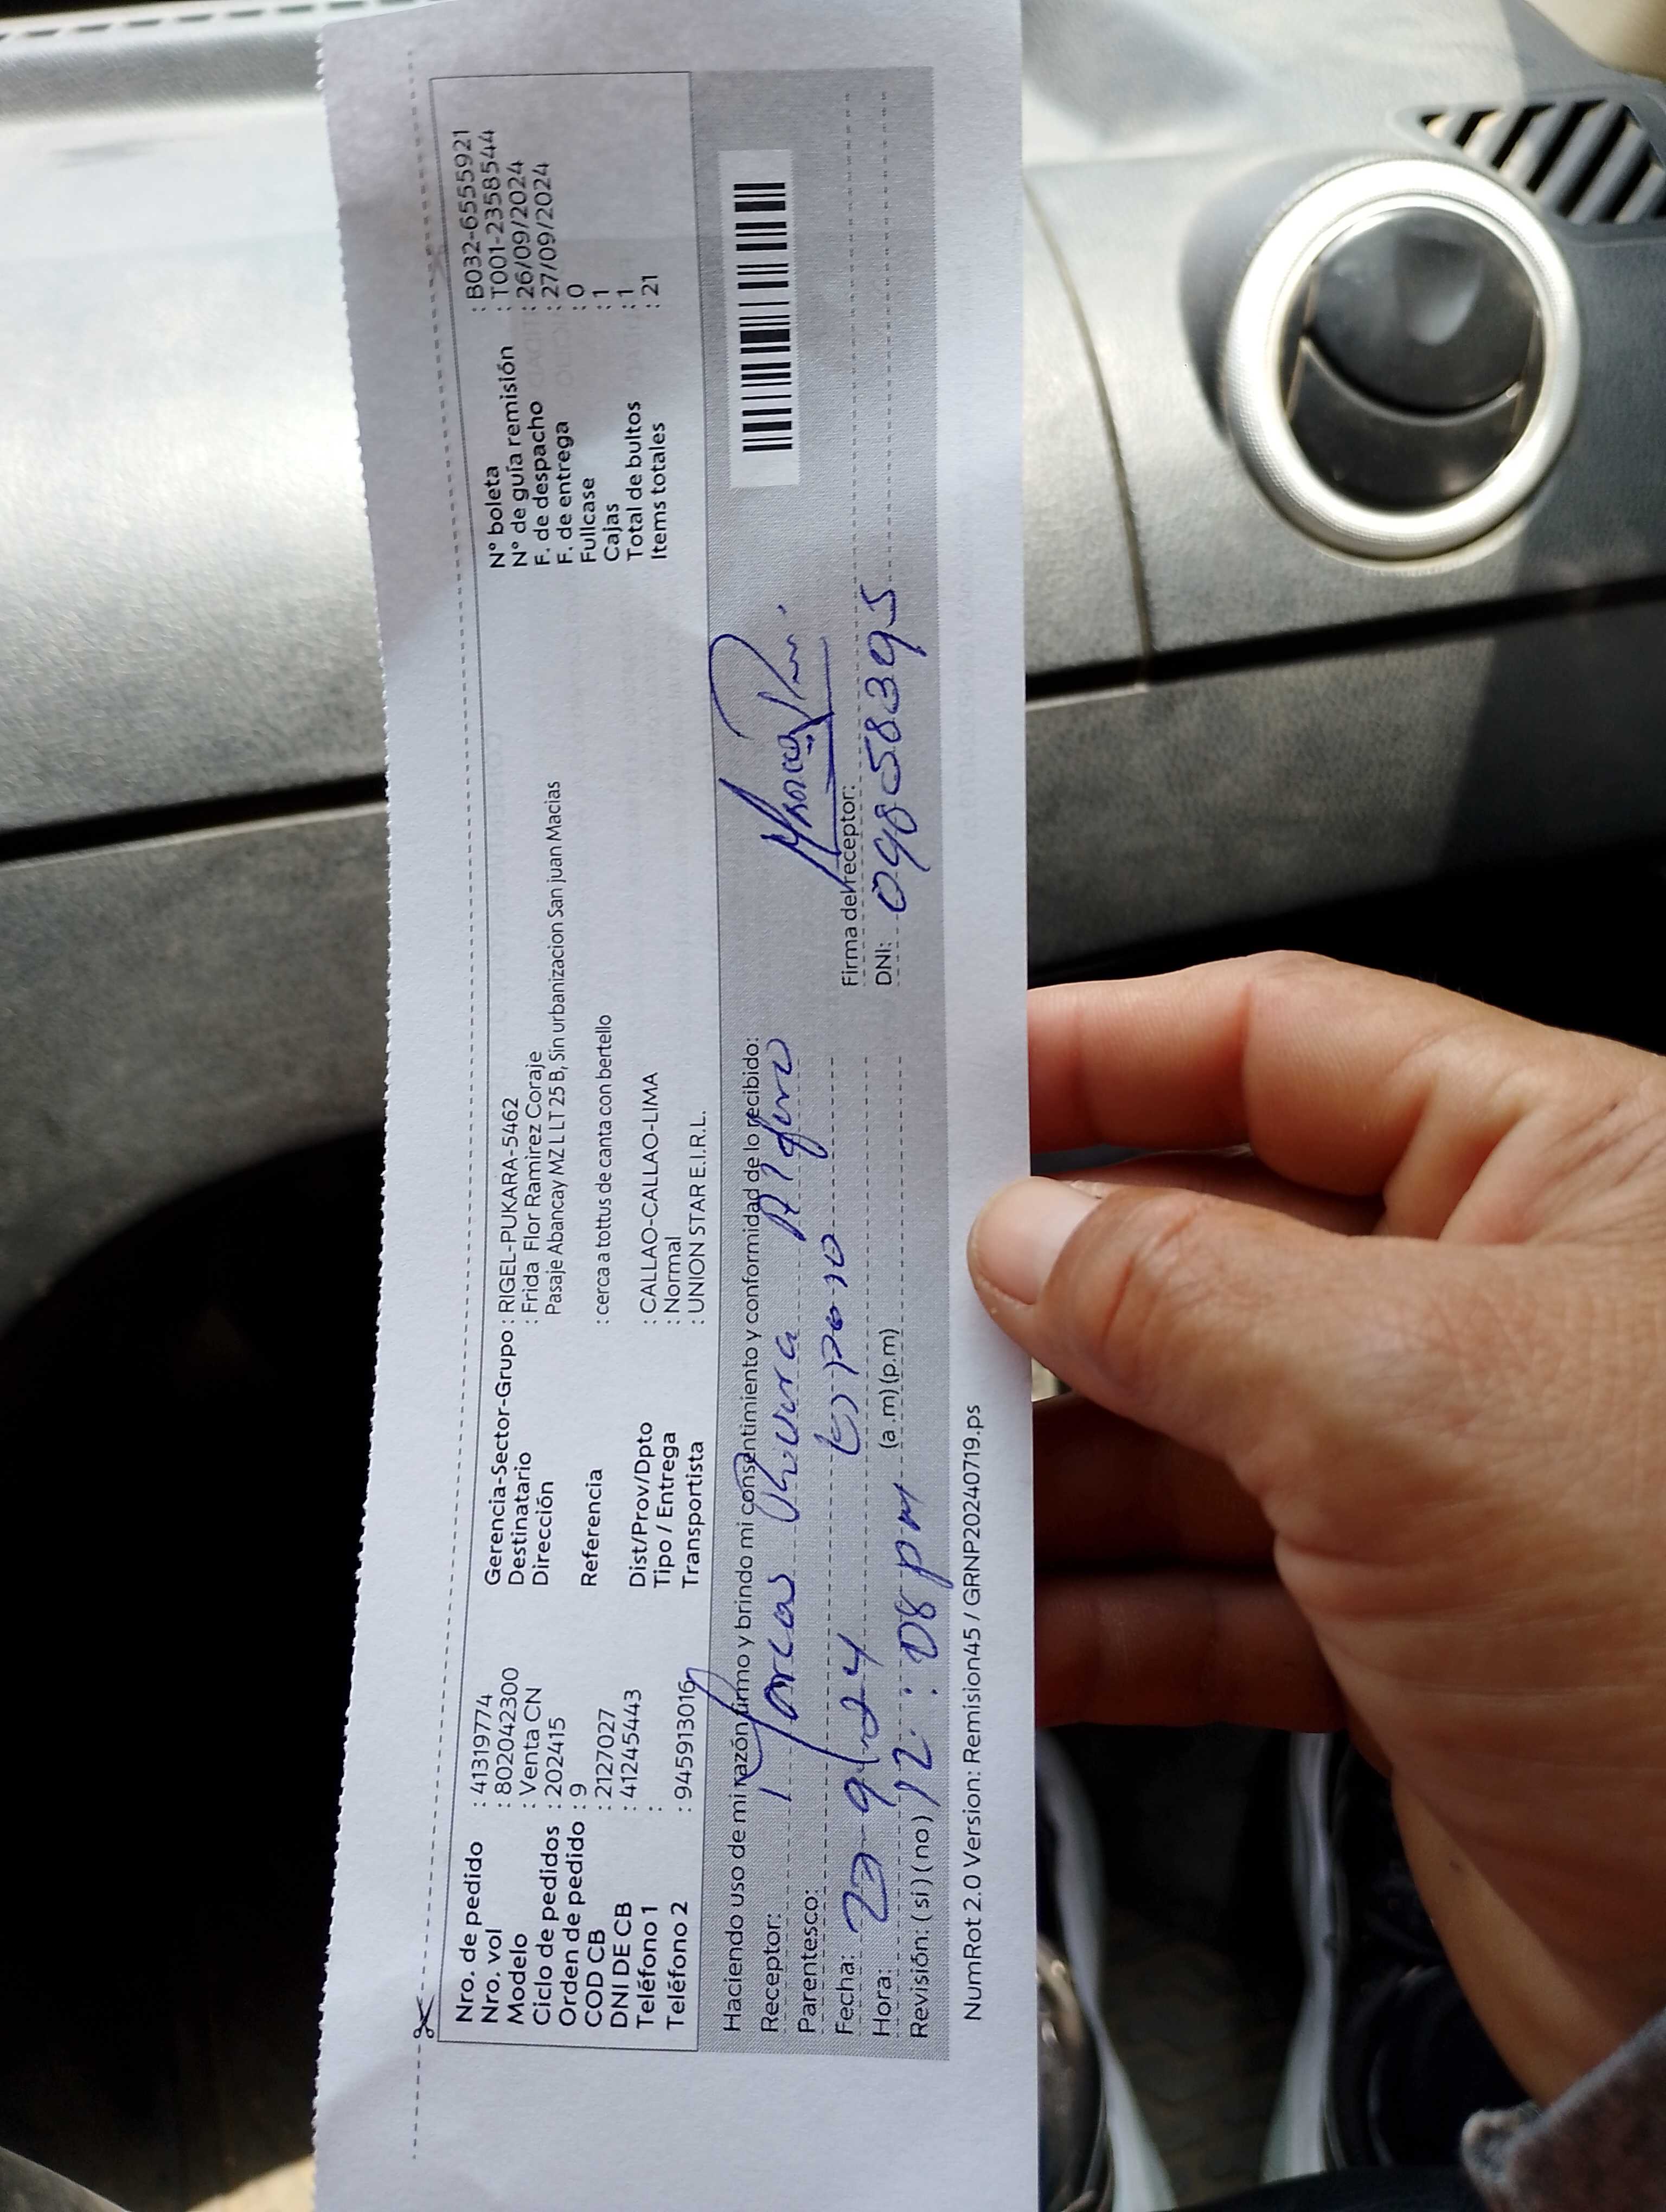 Nro. de pedido : 41319774
Nro. vol : 802042300
Modelo : Venta CN
Ciclo de pedidos : 202415
Orden de pedido : 9
COD CB : 2127027
DNI DE CB : 41245443
Teléfono 1 :
Teléfono 2 : 945913016
Gerencia-Sector-Grupo : RIGEL-PUKARA-5462
Destinatario : Frida Flor Ramirez Coraje
Dirección Pasaje Abancay MZ L LT 25 B, Sin urbanizacion San juan Macias
Referencia : cerca a tottus de canta con bertello
Dist/Prov/Dpto : CALLAO-CALLAO-LIMA
Tipo / Entrega : Normal
Transportista : UNION STAR E.I.R.L.
N° boleta : B032-6555921
N° de guía remisión : T001-2358544
F. de despacho : 26/09/2024
F. de entrega : 27/09/2024
Fullcase : 0
Cajas : 1
Total de bultos : 1
Items totales : 21
Haciendo uso de mi razón firmo y brindo mi consentimiento y conformidad de lo recibido:
Receptor: Marcas Alfero
Parentesco: Esposo
Fecha: 27-9-24
Hora: 12:08 pm (a.m) (p.m)
Revisión: (si) (no)
Firma del receptor:
DNI: 09858395
NumRot 2.0 Version: Remision45 / GRNP20240719.ps